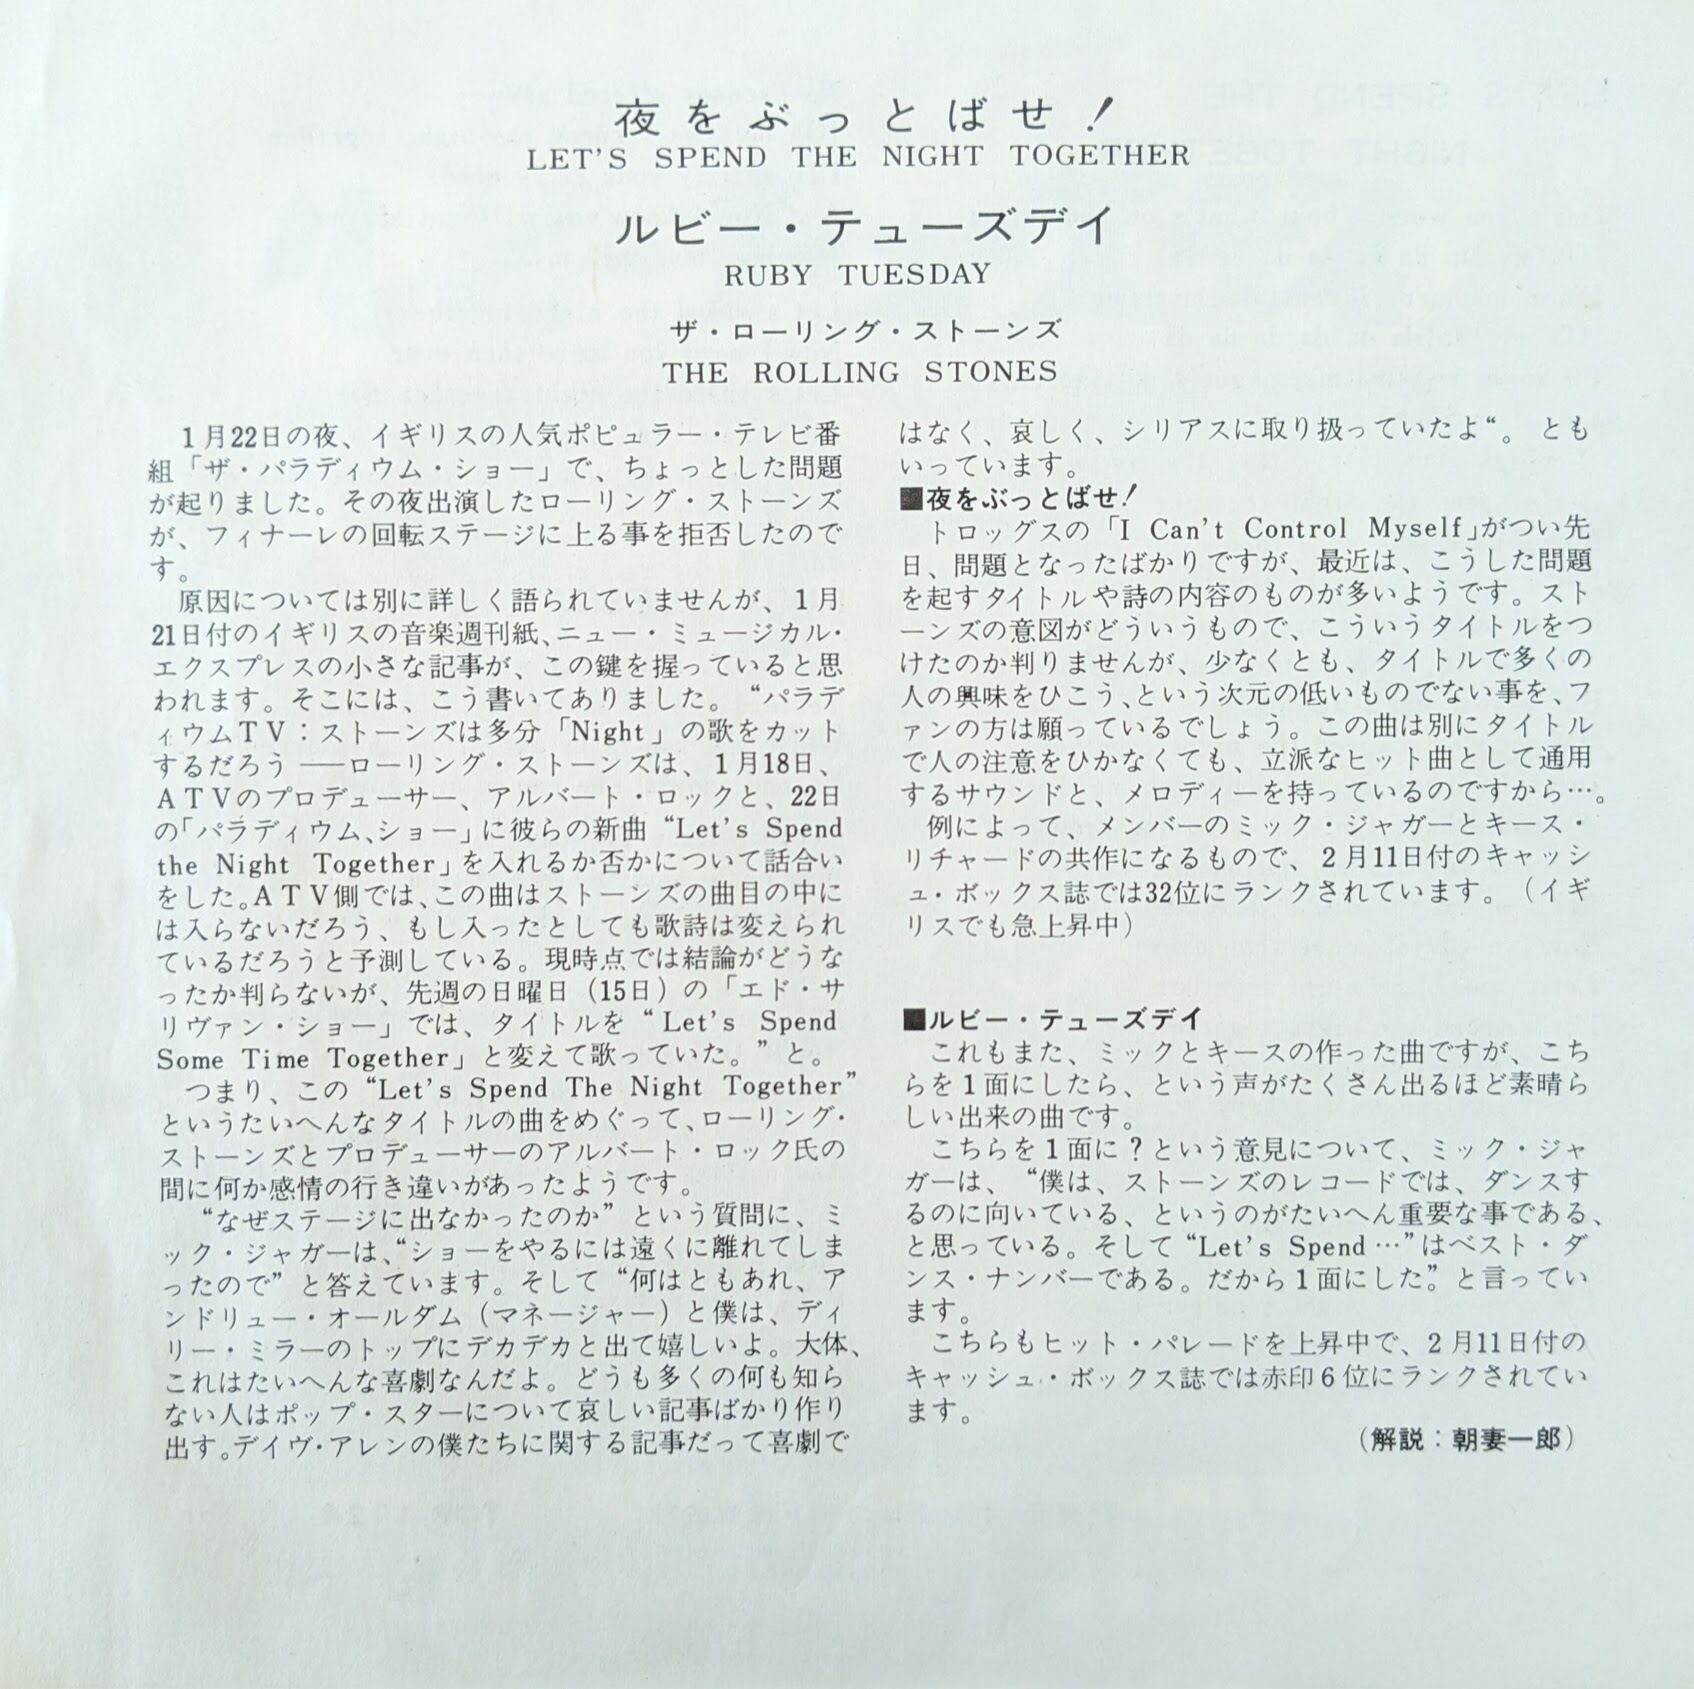 夜をぶっとばせ！
LET'S SPEND THE NIGHT TOGETHER
ルビー・テューズデイ
RUBY TUESDAY
ザ・ローリング・ストーンズ
THE ROLLING STONES
1月22日の夜、イギリスの人気ポピュラー・テレビ番
組「ザ・パラディウム・ショー」で、ちょっとした問題
が起りました。その夜出演したローリング・ストーンズ
が、フィナーレの回転ステージに上る事を拒否したので
す。
原因については別に詳しく語られていませんが、1月
21日付のイギリスの音楽週刊紙、ニュー・ミュージカル・
エクスプレスの小さな記事が、この鍵を握っていると思
われます。そこには、こう書いてありました。“パラデ
ィウムTV：ストーンズは多分「Night」の歌をカット
するだろう ──ローリング・ストーンズは、1月18日、
ATVのプロデューサー、アルバート・ロックと、22日
の「パラディウム、ショー」に彼らの新曲“Let's Spend
the Night Together」を入れるか否かについて話合い
をした。ATV側では、この曲はストーンズの曲目の中に
は入らないだろう、もし入ったとしても歌詩は変えられ
ているだろうと予測している。現時点では結論がどうな
ったか判らないが、先週の日曜日（15日）の「エド・サ
リヴァン・ショー」では、タイトルを“Let's Spend
Some Time Together」と変えて歌っていた。”と。
つまり、この“Let's Spend The Night Together”
というたいへんなタイトルの曲をめぐって、ローリング・
ストーンズとプロデューサーのアルバート・ロック氏の
間に何か感情の行き違いがあったようです。
“なぜステージに出なかったのか”という質問に、ミ
ック・ジャガーは、“ショーをやるには遠くに離れてしま
ったので”と答えています。そして“何はともあれ、ア
ンドリュー・オールダム（マネージャー）と僕は、ディ
リー・ミラーのトップにデカデカと出て嬉しいよ。大体、
これはたいへんな喜劇なんだよ。どうも多くの何も知ら
ない人はポップ・スターについて哀しい記事ばかり作り
出す。デイヴ・アレンの僕たちに関する記事だって喜劇で
はなく、哀しく、シリアスに取り扱っていたよ“。とも
いっています。
■夜をぶっとばせ！
トロッグスの「I Can't Control Myself」がつい先
日、問題となったばかりですが、最近は、こうした問題
を起すタイトルや詩の内容のものが多いようです。スト
ーンズの意図がどういうもので、こういうタイトルをつ
けたのか判りませんが、少なくとも、タイトルで多くの
人の興味をひこう、という次元の低いものでない事を、フ
ァンの方は願っているでしょう。この曲は別にタイトル
で人の注意をひかなくても、立派なヒット曲として通用
するサウンドと、メロディーを持っているのですから…。
例によって、メンバーのミック・ジャガーとキース・
リチャードの共作になるもので、2月11日付のキャッシ
ュ・ボックス誌では32位にランクされています。（イギ
リスでも急上昇中）
■ルビー・テューズデイ
これもまた、ミックとキースの作った曲ですが、こち
らを1面にしたら、という声がたくさん出るほど素晴ら
しい出来の曲です。
こちらを1面に？という意見について、ミック・ジャ
ガーは、“僕は、ストーンズのレコードでは、ダンスす
るのに向いている、というのがたいへん重要な事である、
と思っている。そして“Let's Spend…”はベスト・ダ
ンス・ナンバーである。だから1面にした”。と言ってい
ます。
こちらもヒット・パレードを上昇中で、2月11日付の
キャッシュ・ボックス誌では赤印6位にランクされてい
ます。
（解説：朝妻一郎）